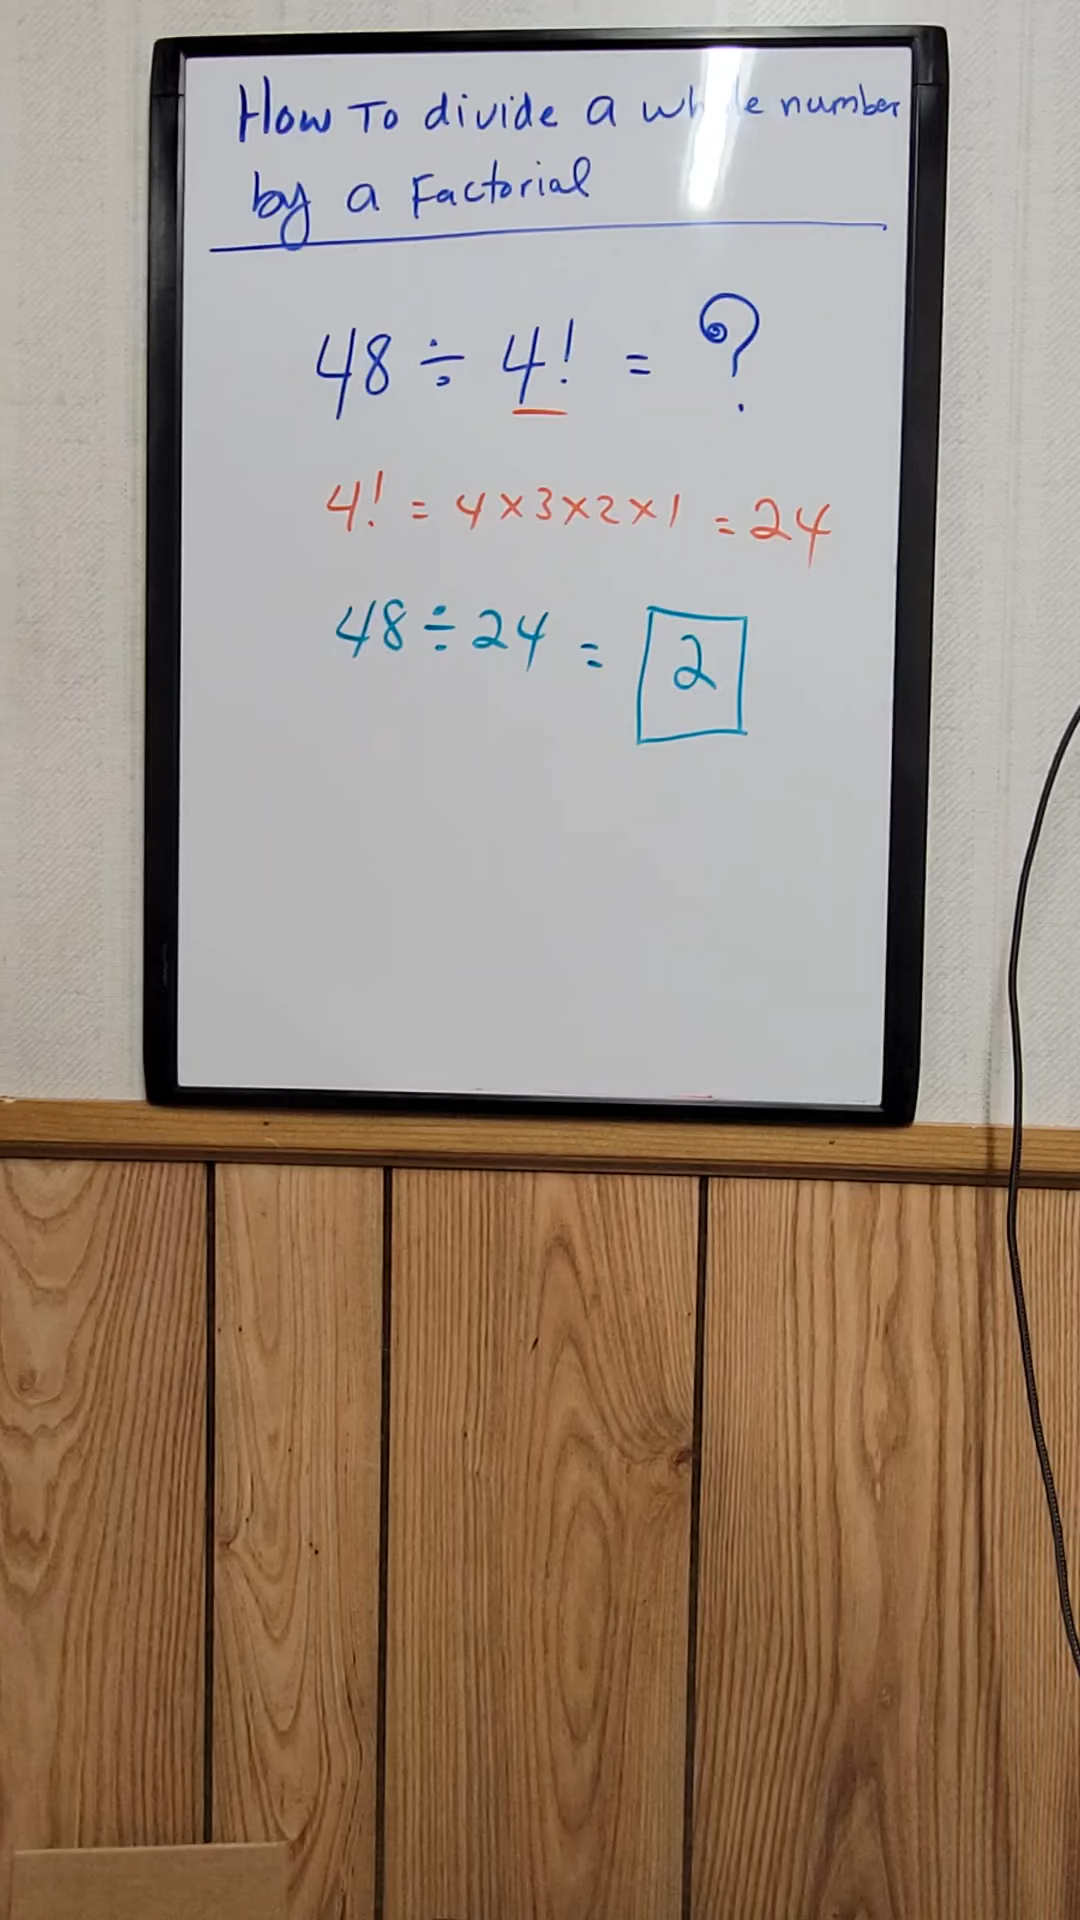 How To divide a whole number
by a Factorial
48 ÷ 4! = ?
4! = 4 × 3 × 2 × 1 = 24
48 ÷ 24 = 2